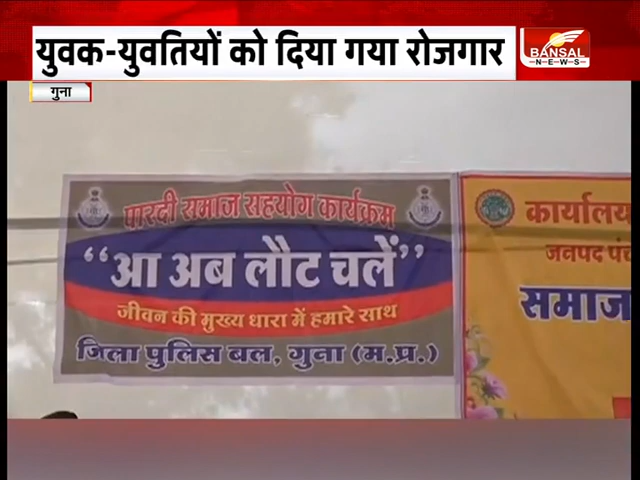 युवक-युवतियों को दिया गया रोजगार
BANSAL
NEWS
गुना
पारदी समाज सहयोग कार्यक्रम
“आ अब लौट चलें”
जीवन की मुख्य धारा में हमारे साथ
जिला पुलिस बल, गुना (म.प्र.)
कार्यालय
जनपद पंच
समाज